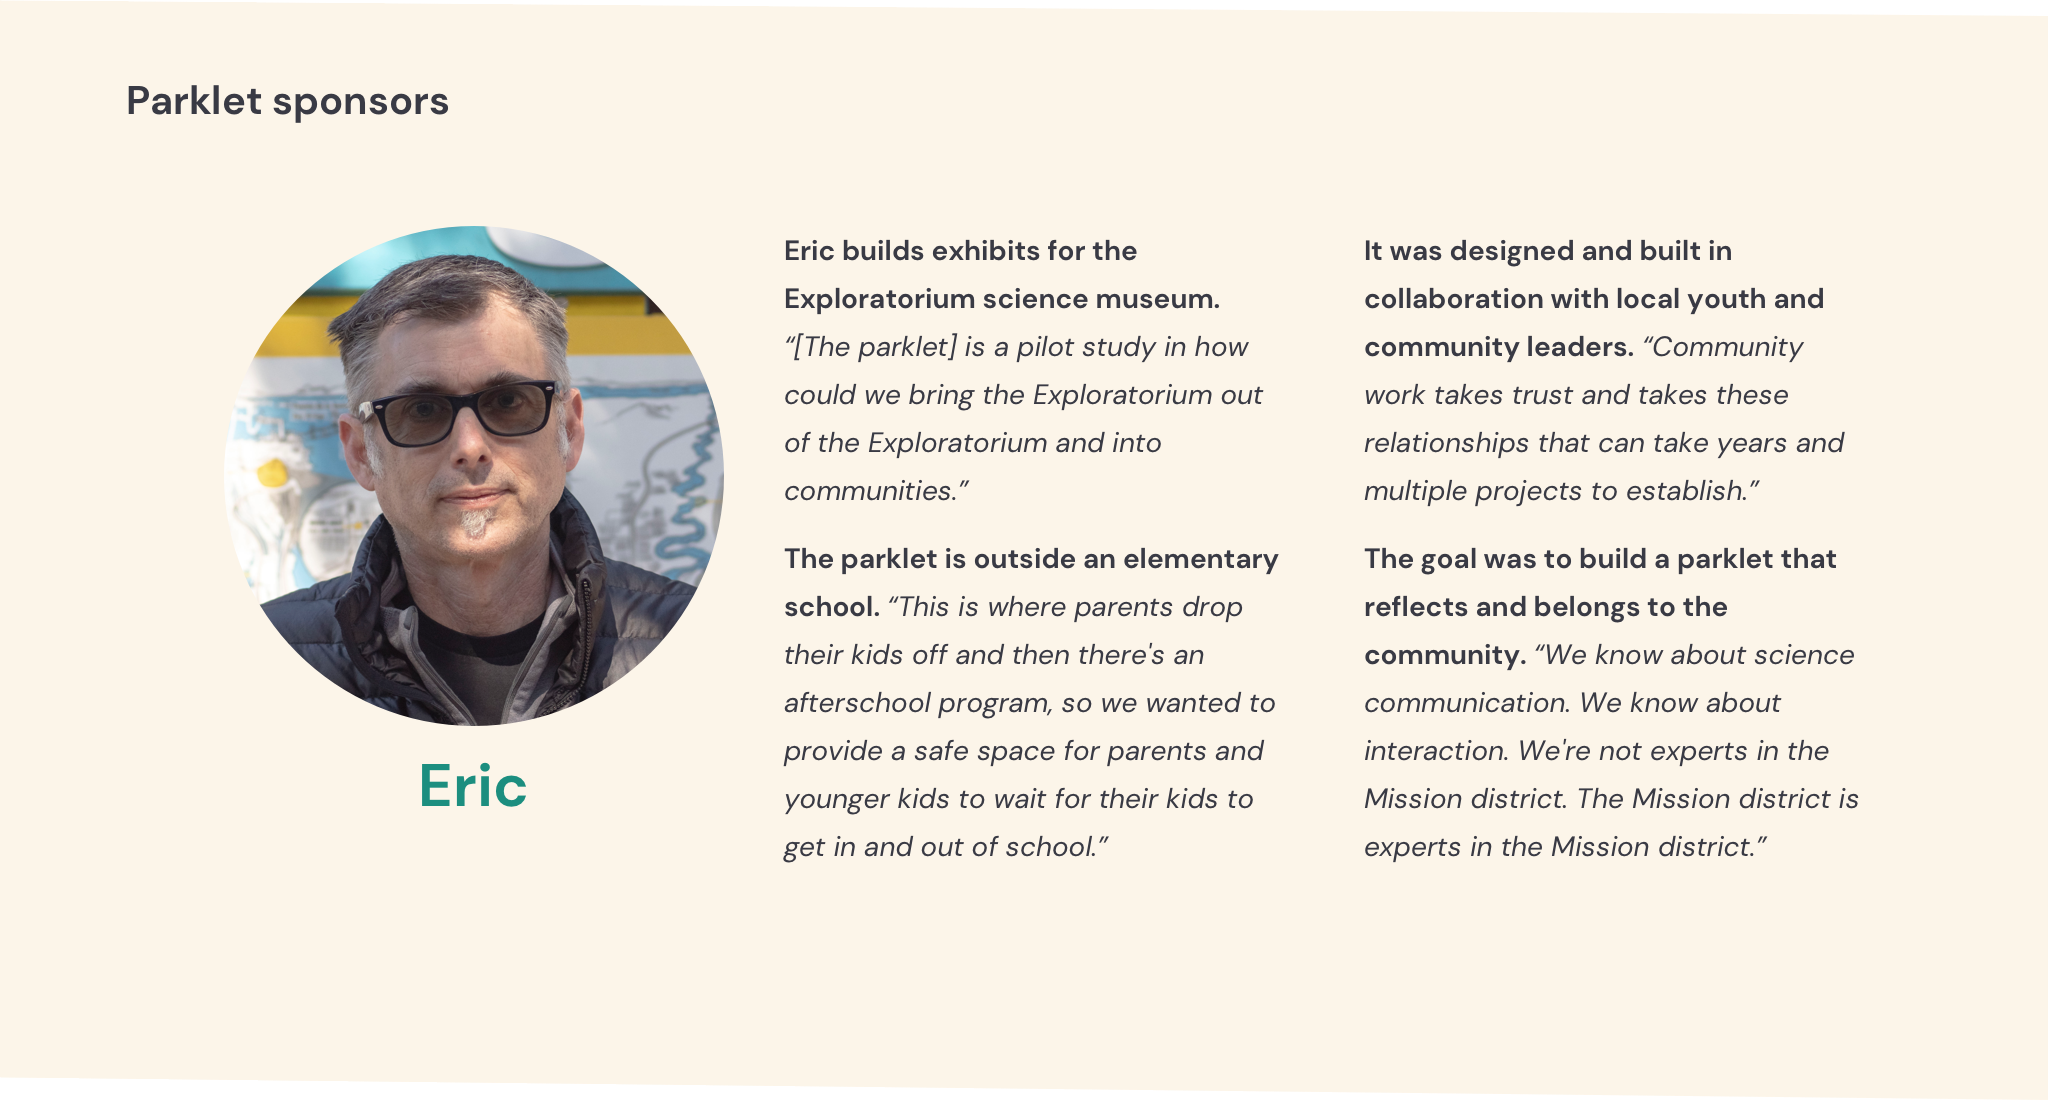 Parklet sponsors
Eric
Eric builds exhibits for the
Exploratorium science museum.
“[The parklet] is a pilot study in how
could we bring the Exploratorium out
of the Exploratorium and into
communities.”
The parklet is outside an elementary
school. “This is where parents drop
their kids off and then there's an
afterschool program, so we wanted to
provide a safe space for parents and
younger kids to wait for their kids to
get in and out of school.”
It was designed and built in
collaboration with local youth and
community leaders. “Community
work takes trust and takes these
relationships that can take years and
multiple projects to establish.”
The goal was to build a parklet that
reflects and belongs to the
community. “We know about science
communication. We know about
interaction. We're not experts in the
Mission district. The Mission district is
experts in the Mission district.”